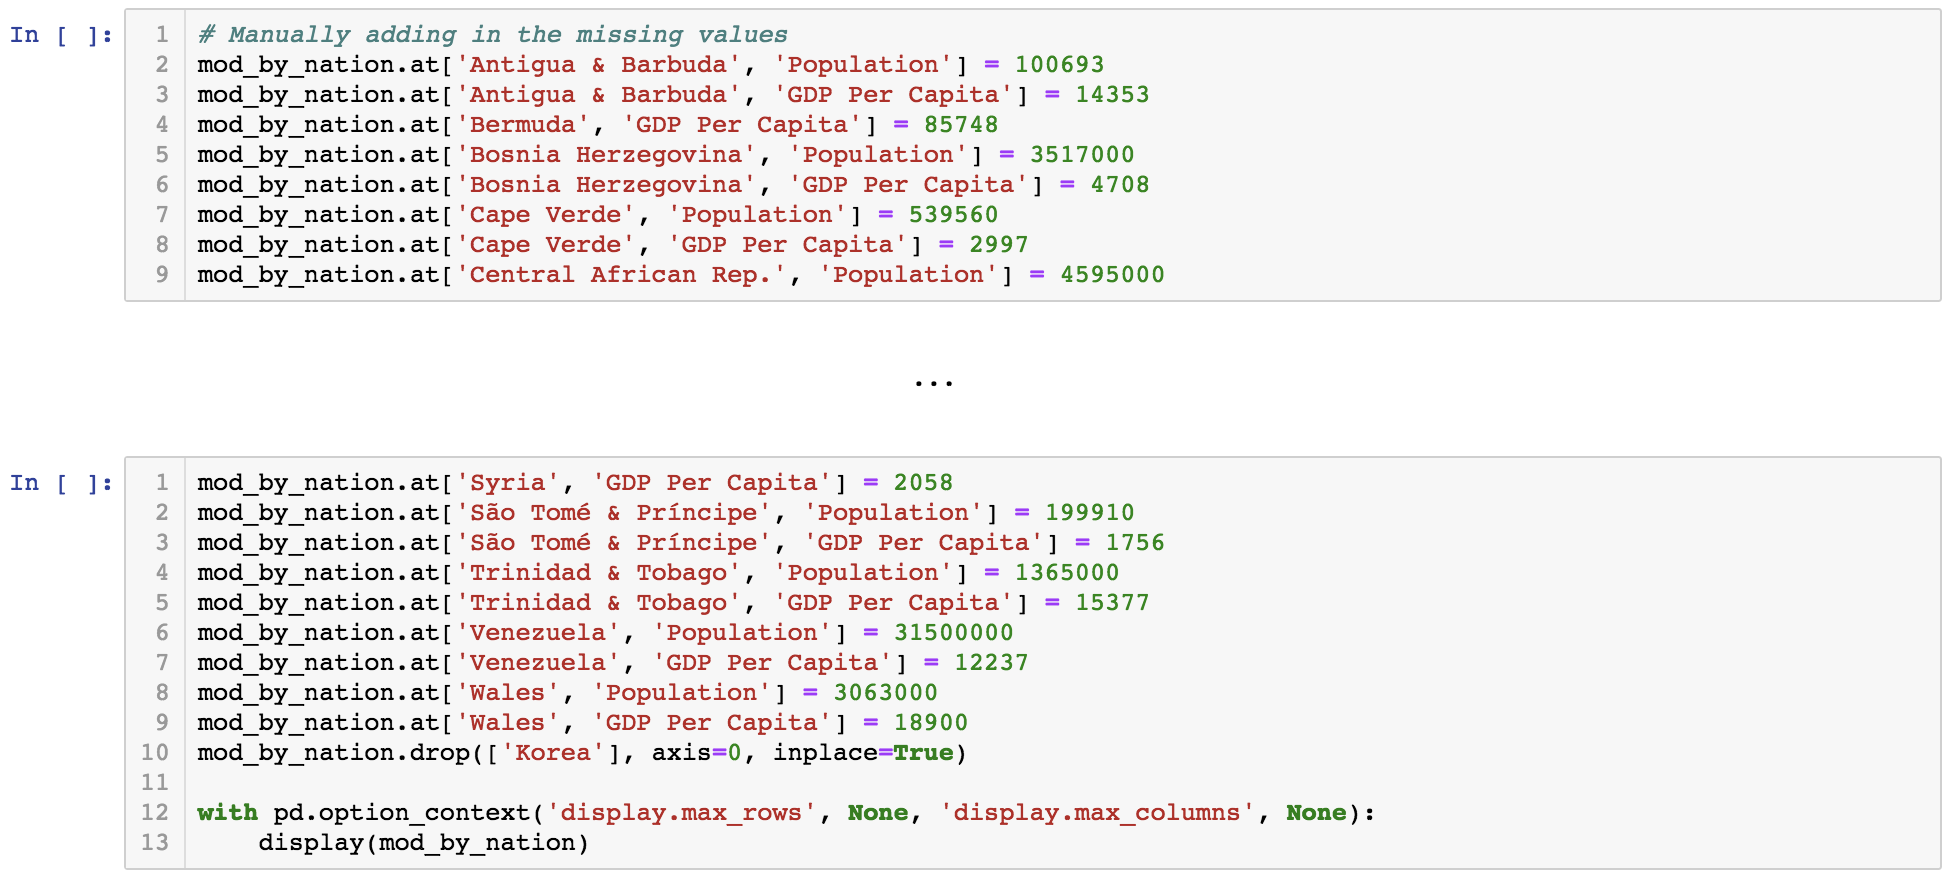 In [ ]:
1 # Manually adding in the missing values
2 mod_by_nation.at['Antigua & Barbuda', 'Population'] = 100693
3 mod_by_nation.at['Antigua & Barbuda', 'GDP Per Capita'] = 14353
4 mod_by_nation.at['Bermuda', 'GDP Per Capita'] = 85748
5 mod_by_nation.at['Bosnia Herzegovina', 'Population'] = 3517000
6 mod_by_nation.at['Bosnia Herzegovina', 'GDP Per Capita'] = 4708
7 mod_by_nation.at['Cape Verde', 'Population'] = 539560
8 mod_by_nation.at['Cape Verde', 'GDP Per Capita'] = 2997
9 mod_by_nation.at['Central African Rep.', 'Population'] = 4595000
...
In [ ]:
1 mod_by_nation.at['Syria', 'GDP Per Capita'] = 2058
2 mod_by_nation.at['São Tomé & Príncipe', 'Population'] = 199910
3 mod_by_nation.at['São Tomé & Príncipe', 'GDP Per Capita'] = 1756
4 mod_by_nation.at['Trinidad & Tobago', 'Population'] = 1365000
5 mod_by_nation.at['Trinidad & Tobago', 'GDP Per Capita'] = 15377
6 mod_by_nation.at['Venezuela', 'Population'] = 31500000
7 mod_by_nation.at['Venezuela', 'GDP Per Capita'] = 12237
8 mod_by_nation.at['Wales', 'Population'] = 3063000
9 mod_by_nation.at['Wales', 'GDP Per Capita'] = 18900
10 mod_by_nation.drop(['Korea'], axis=0, inplace=True)
11
12 with pd.option_context('display.max_rows', None, 'display.max_columns', None):
13     display(mod_by_nation)